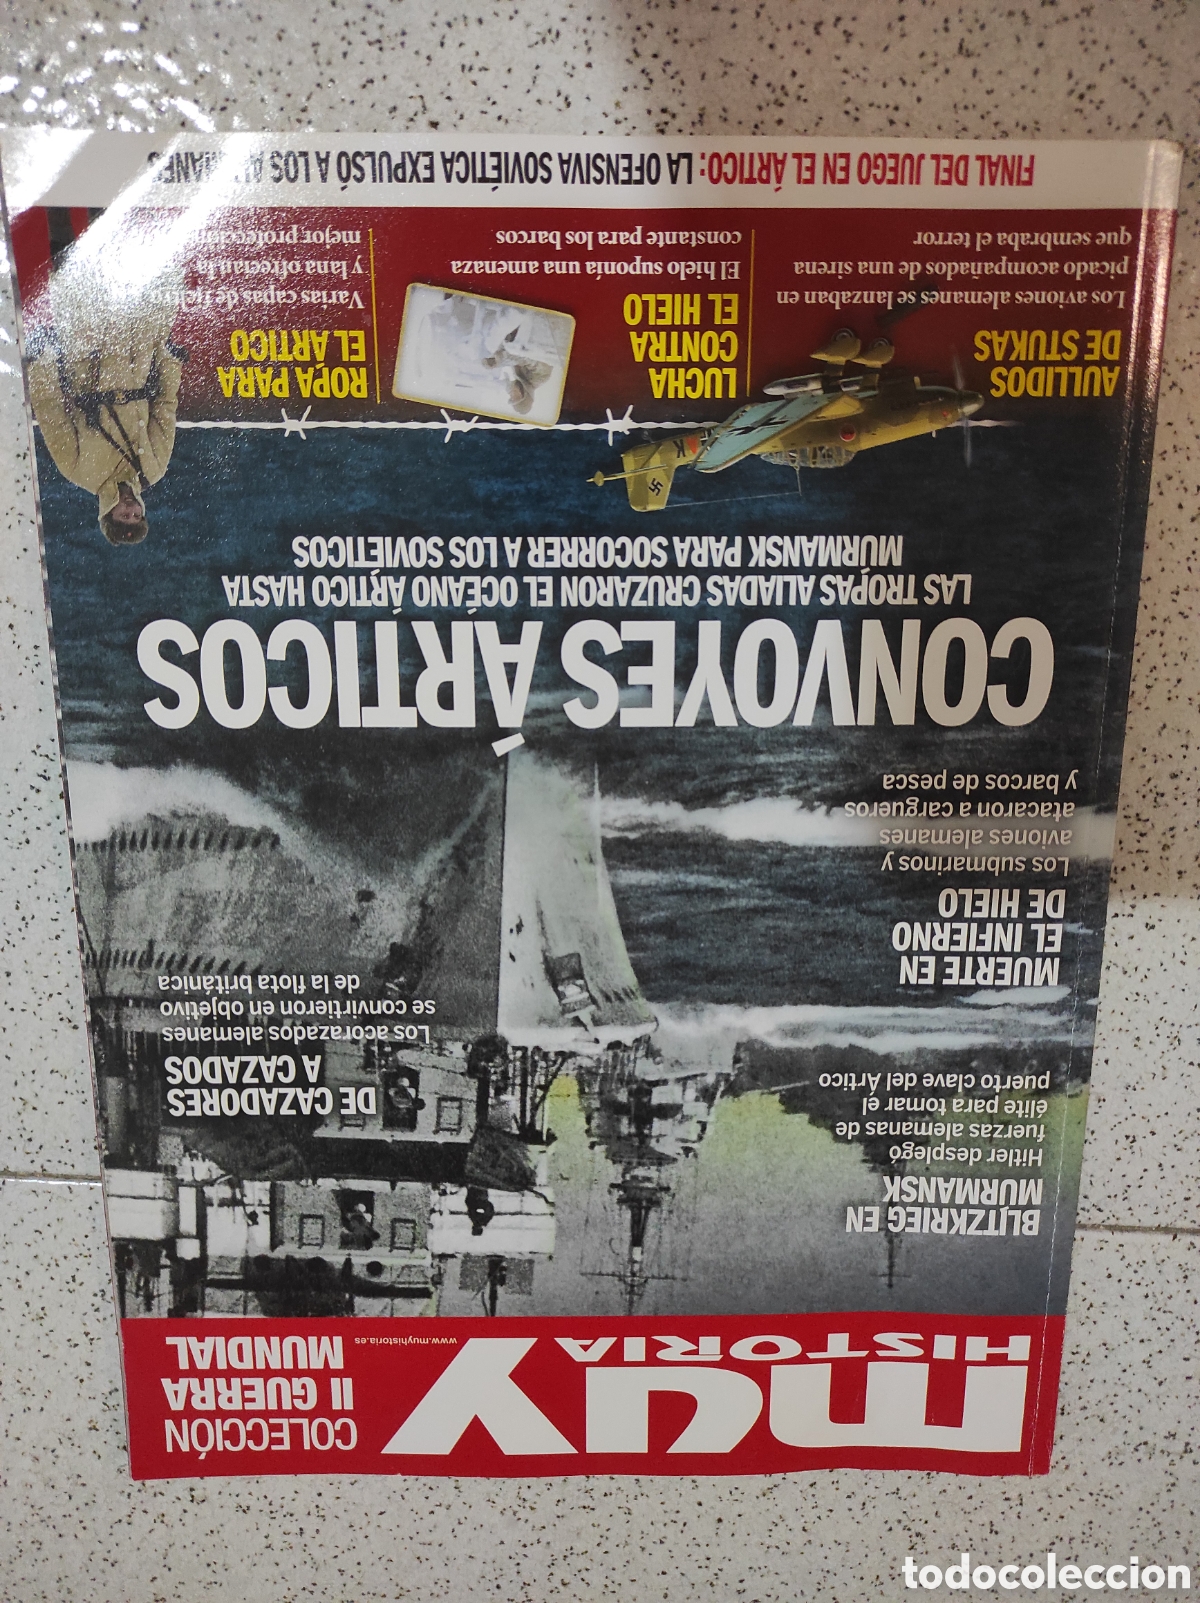 MUY
HISTORIA
www.muyhistoria.es
COLECCIÓN
II GUERRA
MUNDIAL
BLITZKRIEG EN
MURMANSK
Hitler desplegó
fuerzas alemanas de
élite para tomar el
puerto clave del Ártico
DE CAZADORES
A CAZADOS
Los acorazados alemanes
se convirtieron en objetivo
de la flota británica
MUERTE EN
EL INFIERNO
DE HIELO
Los submarinos y
aviones alemanes
atacaron a cargueros
y barcos de pesca
CONVOYES ÁRTICOS
LAS TROPAS ALIADAS CRUZARON EL OCÉANO ÁRTICO HASTA
MURMANSK PARA SOCORRER A LOS SOVIÉTICOS
K
AULLIDOS
DE STUKAS
Los aviones alemanes se lanzaban en
picado acompañados de una sirena
que sembraba el terror
LUCHA
CONTRA
EL HIELO
El hielo suponía una amenaza
constante para los barcos
ROPA PARA
EL ÁRTICO
Varias capas de
y lana ofrecían la
mejor protección
FINAL DEL JUEGO EN EL ÁRTICO: LA OFENSIVA SOVIÉTICA EXPULSÓ A LOS
todocoleccion